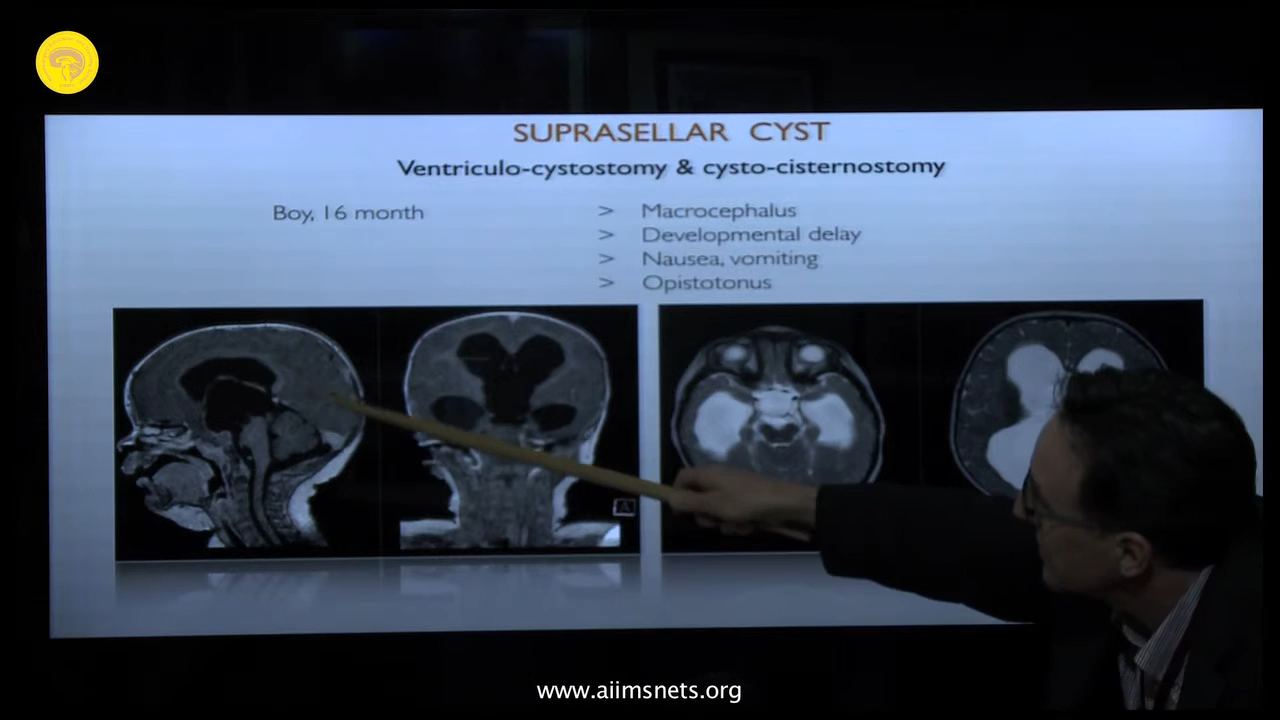 SUPRASELLAR CYST
Ventriculo-cystostomy & cysto-cisternostomy
Boy, 16 month
> Macrocephalus
> Developmental delay
> Nausea, vomiting
> Opistotonus
A
www.aiimsnets.org